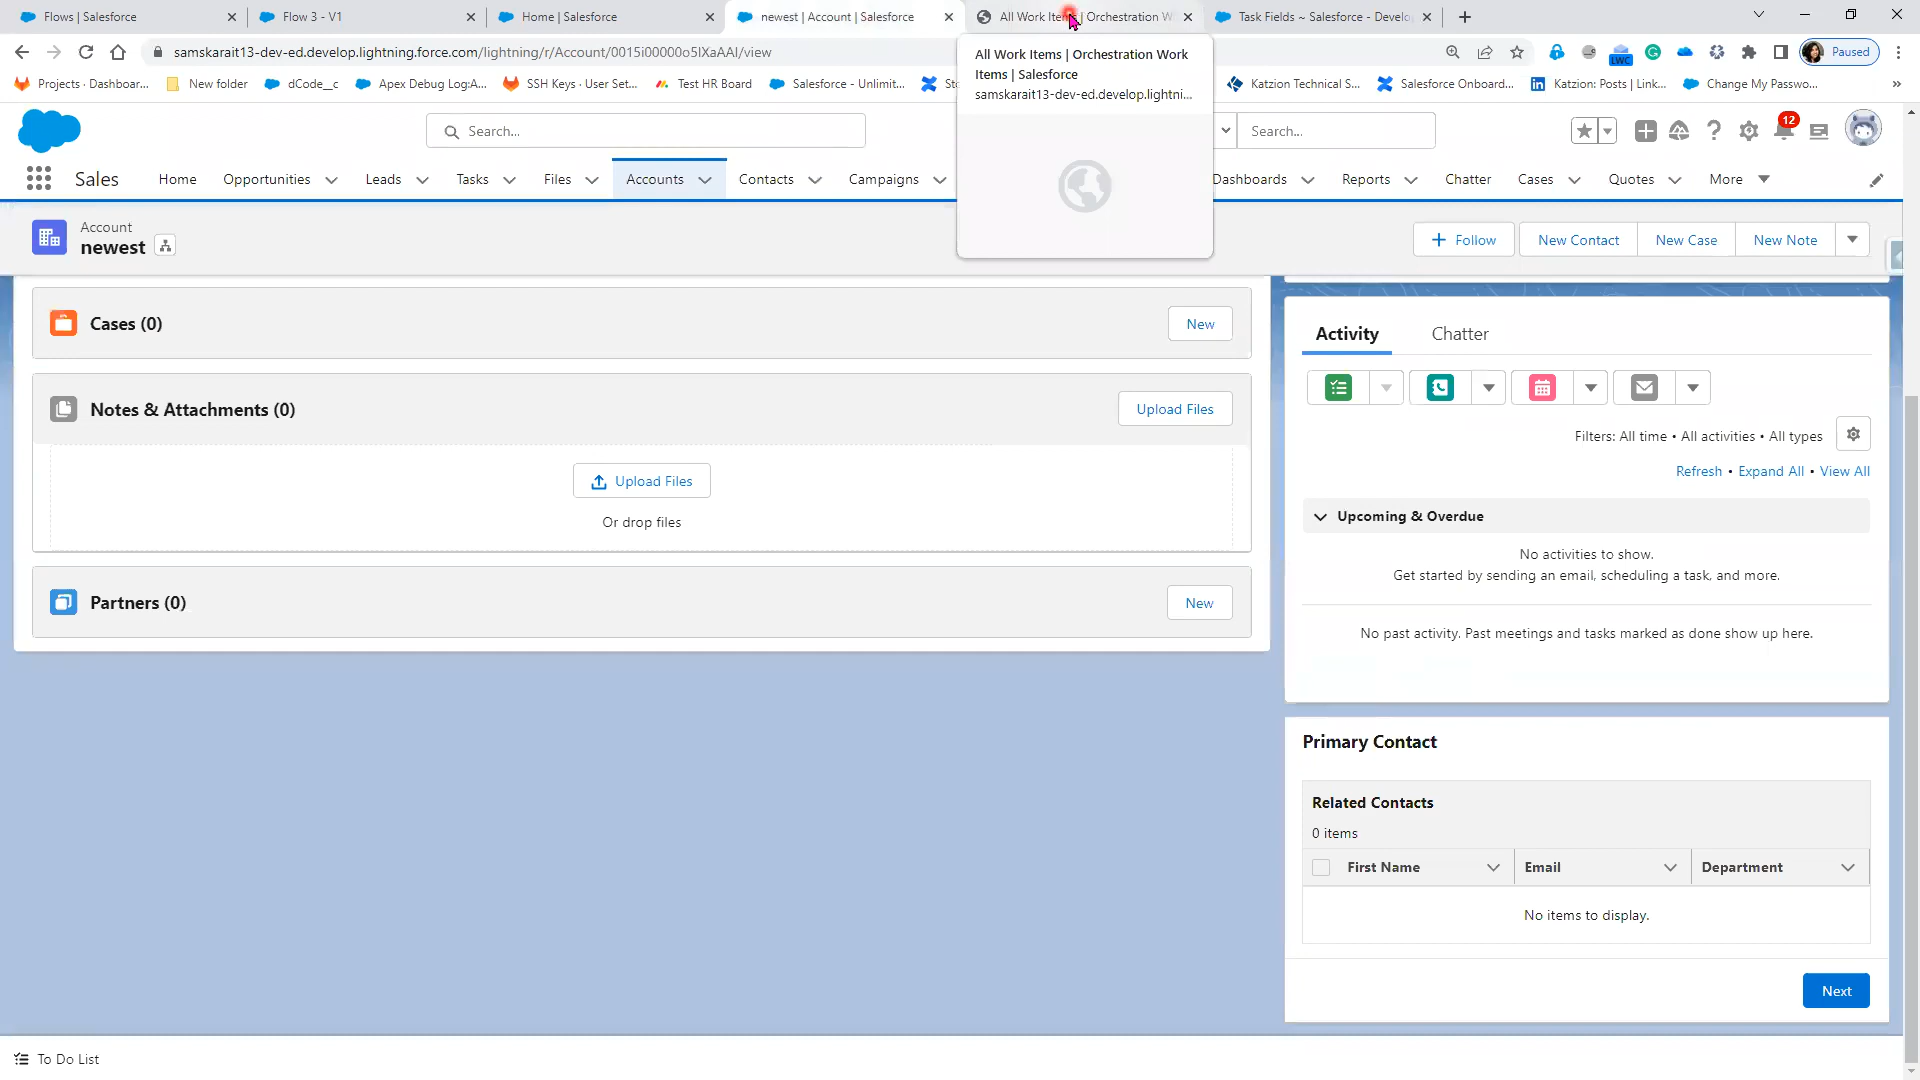 Flows | Salesforce
Flow 3 - V1
Home | Salesforce
newest | Account | Salesforce
All Work Items | Orchestration W
Task Fields ~ Salesforce - Develo
samskarait13-dev-ed.develop.lightning.force.com/lightning/r/Account/0015i00000o5IXaAAI/view
LWC
Paused
All Work Items | Orchestration Work
Items | Salesforce
samskarait13-dev-ed.develop.lightni...
Projects · Dashboar...
New folder
dCode__c
Apex Debug Log:A...
SSH Keys · User Set...
Test HR Board
Salesforce - Unlimit...
Katzion Technical S...
Salesforce Onboard...
Katzion: Posts | Link...
Change My Passwo...
Search...
Search...
12
Sales
Home
Opportunities
Leads
Tasks
Files
Accounts
Contacts
Campaigns
Dashboards
Reports
Chatter
Cases
Quotes
More
Account
newest
Follow
New Contact
New Case
New Note
Cases (0)
New
Notes & Attachments (0)
Upload Files
Upload Files
Or drop files
Partners (0)
New
Activity
Chatter
Filters: All time • All activities • All types
Refresh • Expand All • View All
Upcoming & Overdue
No activities to show.
Get started by sending an email, scheduling a task, and more.
No past activity. Past meetings and tasks marked as done show up here.
Primary Contact
Related Contacts
0 items
First Name
Email
Department
No items to display.
Next
To Do List